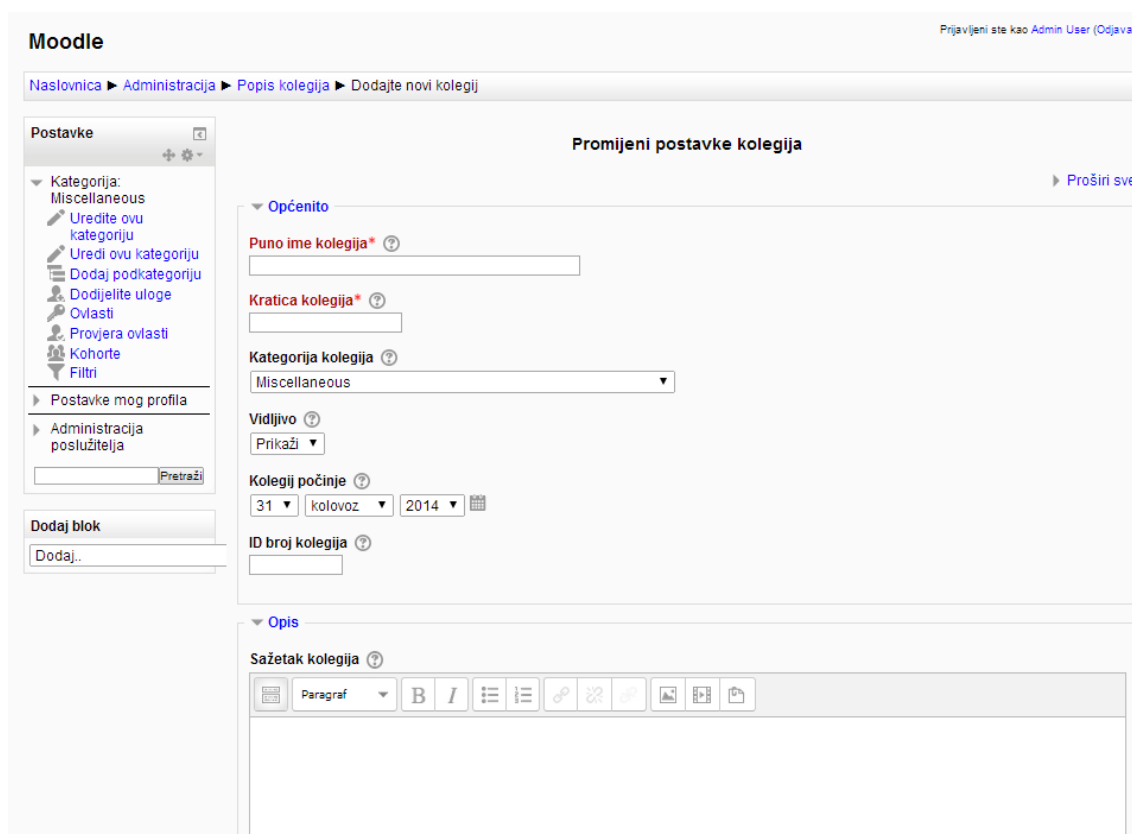 Moodle
Prijavljeni ste kao Admin User (Odjava
Naslovnica ► Administracija ► Popis kolegija ► Dodajte novi kolegij
Postavke
Kategorija:
Miscellaneous
Uredite ovu
kategoriju
Uredi ovu kategoriju
Dodaj podkategoriju
Dodijelite uloge
Ovlasti
Provjera ovlasti
Kohorte
Filtri
Postavke mog profila
Administracija
poslužitelja
Pretraži
Dodaj blok
Dodaj..
Promijeni postavke kolegija
Proširi sve
Općenito
Puno ime kolegija*
Kratica kolegija*
Kategorija kolegija
Miscellaneous
Vidljivo
Prikaži
Kolegij počinje
31 kolovoz 2014
ID broj kolegija
Opis
Sažetak kolegija
Paragraf B I